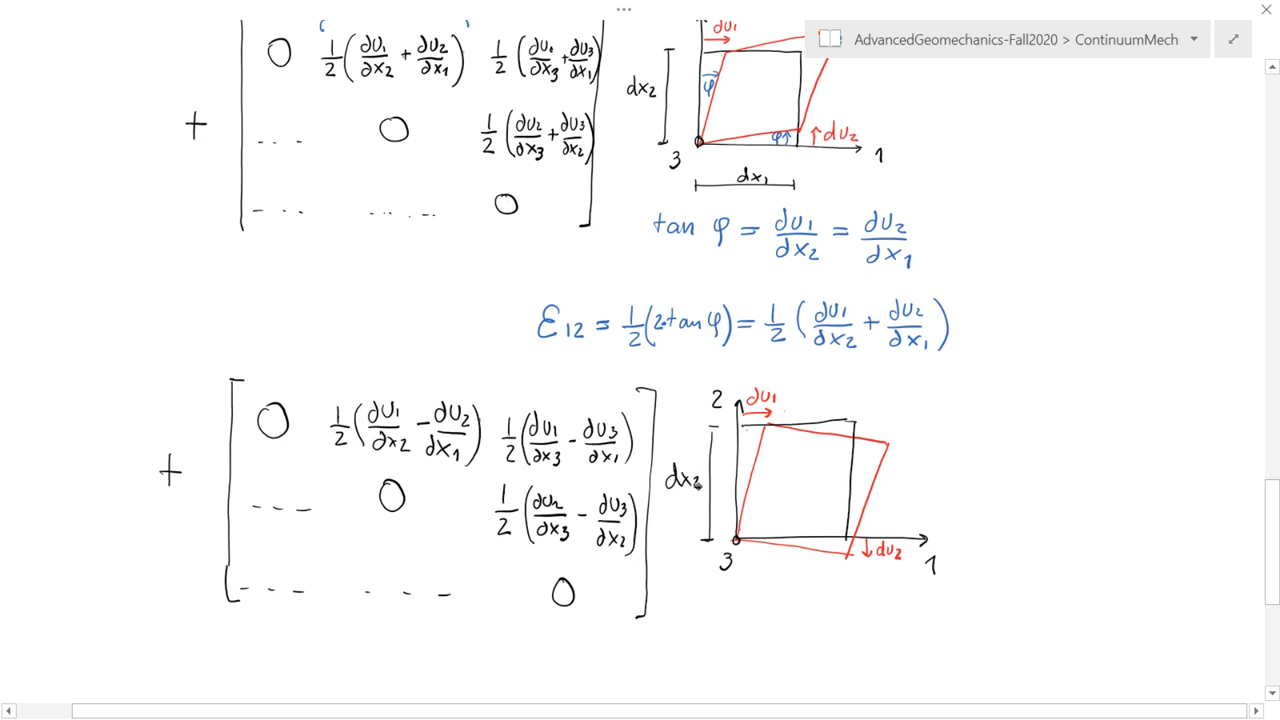 AdvancedGeomechanics-Fall2020 > ContinuumMech
0 1/2(∂u1/∂x2 + ∂u2/∂x1) 1/2(∂u1/∂x3 + ∂u3/∂x1)
+ ... 0 1/2(∂u2/∂x3 + ∂u3/∂x2)
... ...... 0
du1
dx2
φ
φ
du2
3
1
dx1
tan φ = ∂u1/∂x2 = ∂u2/∂x1
ε12 = 1/2(2·tan φ) = 1/2(∂u1/∂x2 + ∂u2/∂x1)
0 1/2(∂u1/∂x2 - ∂u2/∂x1) 1/2(∂u1/∂x3 - ∂u3/∂x1)
+ --- 0 1/2(∂u2/∂x3 - ∂u3/∂x2)
--- --- 0
2
du1
dx2
du2
3
1